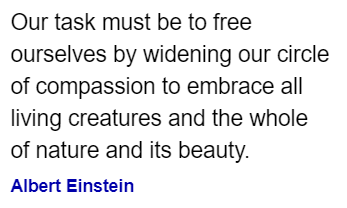 Our task must be to free
ourselves by widening our circle
of compassion to embrace all
living creatures and the whole
of nature and its beauty.
Albert Einstein